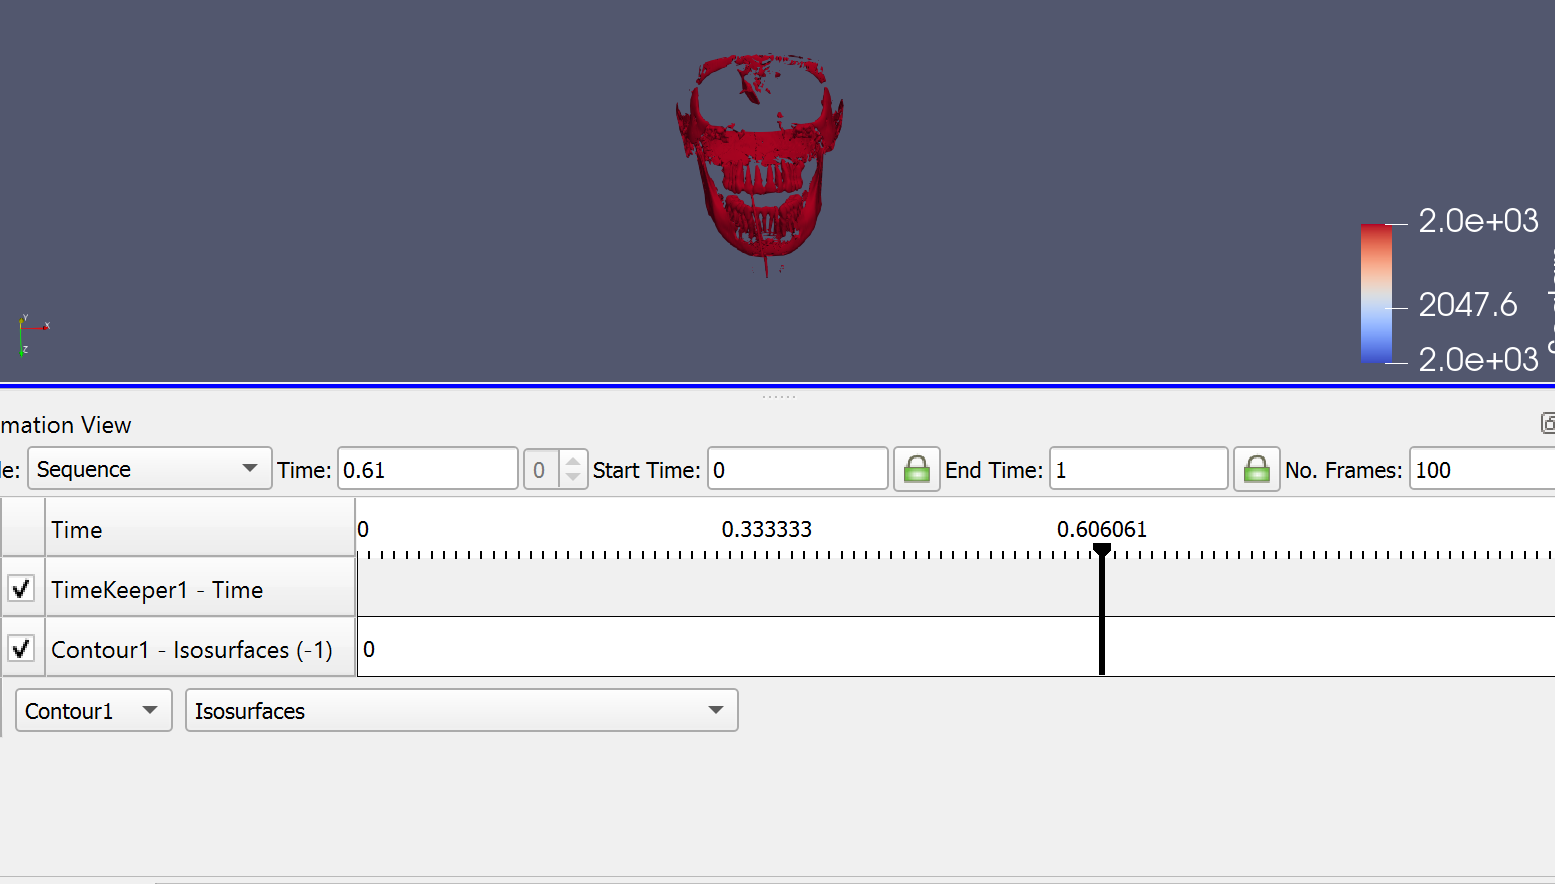 2.0e+03
2047.6
2.0e+03
Y
X
Z
mation View
le: Sequence Time: 0.61 0 Start Time: 0 End Time: 1 No. Frames: 100
Time 0 0.333333 0.606061
TimeKeeper1 - Time
Contour1 - Isosurfaces (-1) 0
Contour1 Isosurfaces